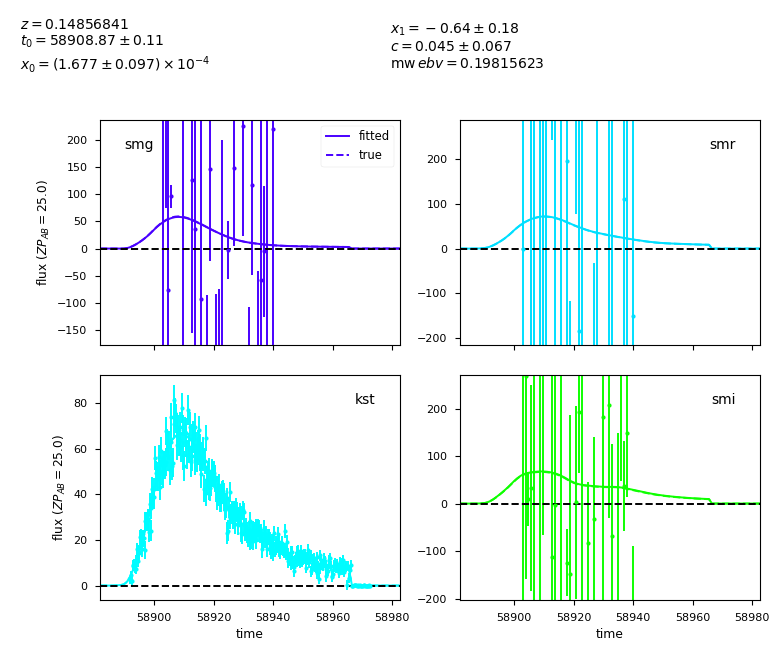 z = 0.14856841
t₀ = 58908.87 ± 0.11
x₀ = (1.677 ± 0.097) × 10⁻⁴
x₁ = −0.64 ± 0.18
c = 0.045 ± 0.067
mw ebv = 0.19815623
smg
fitted
true
200
150
100
50
0
−50
−100
−150
flux (ZP_AB = 25.0)
smr
200
100
0
−100
−200
kst
80
60
40
20
0
flux (ZP_AB = 25.0)
58900 58920 58940 58960 58980
time
smi
200
100
0
−100
−200
58900 58920 58940 58960 58980
time